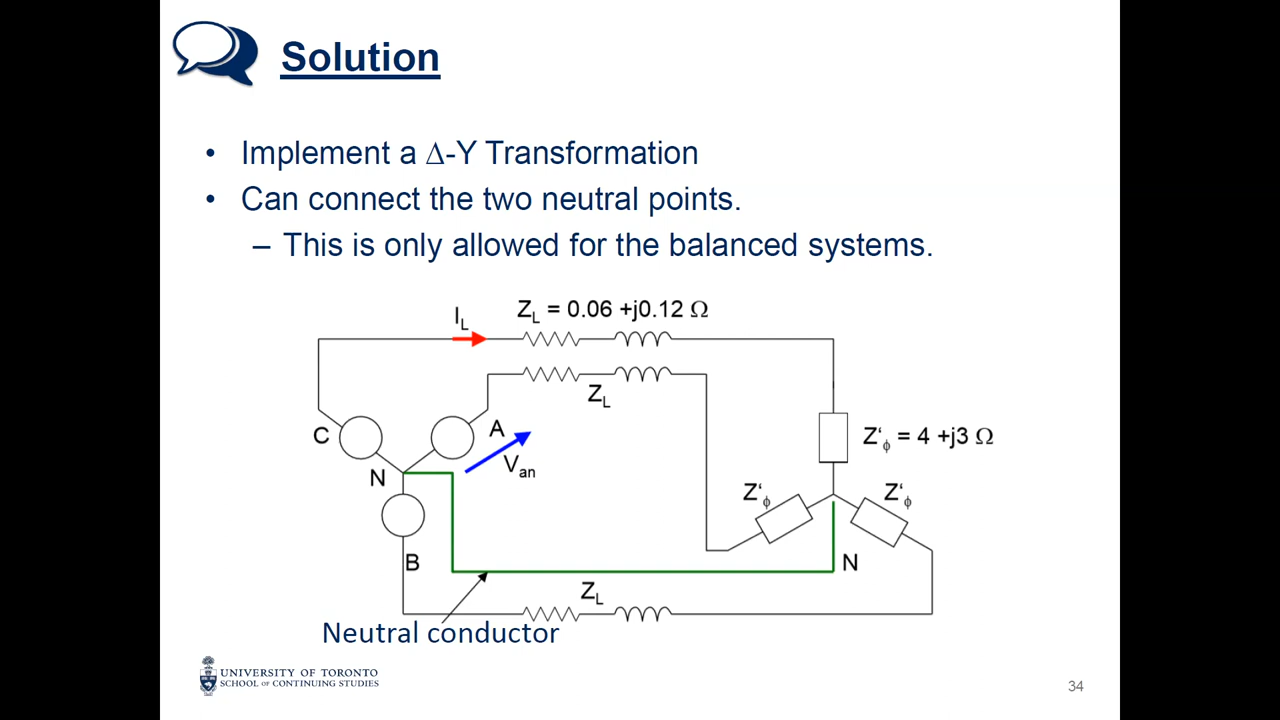 Solution
• Implement a Δ-Y Transformation
• Can connect the two neutral points.
– This is only allowed for the balanced systems.
I_L
Z_L = 0.06 +j0.12 Ω
Z_L
C
A
Z'_ϕ = 4 +j3 Ω
V_an
N
Z'_ϕ
Z'_ϕ
B
N
Z_L
Neutral conductor
UNIVERSITY OF TORONTO
SCHOOL OF CONTINUING STUDIES
34